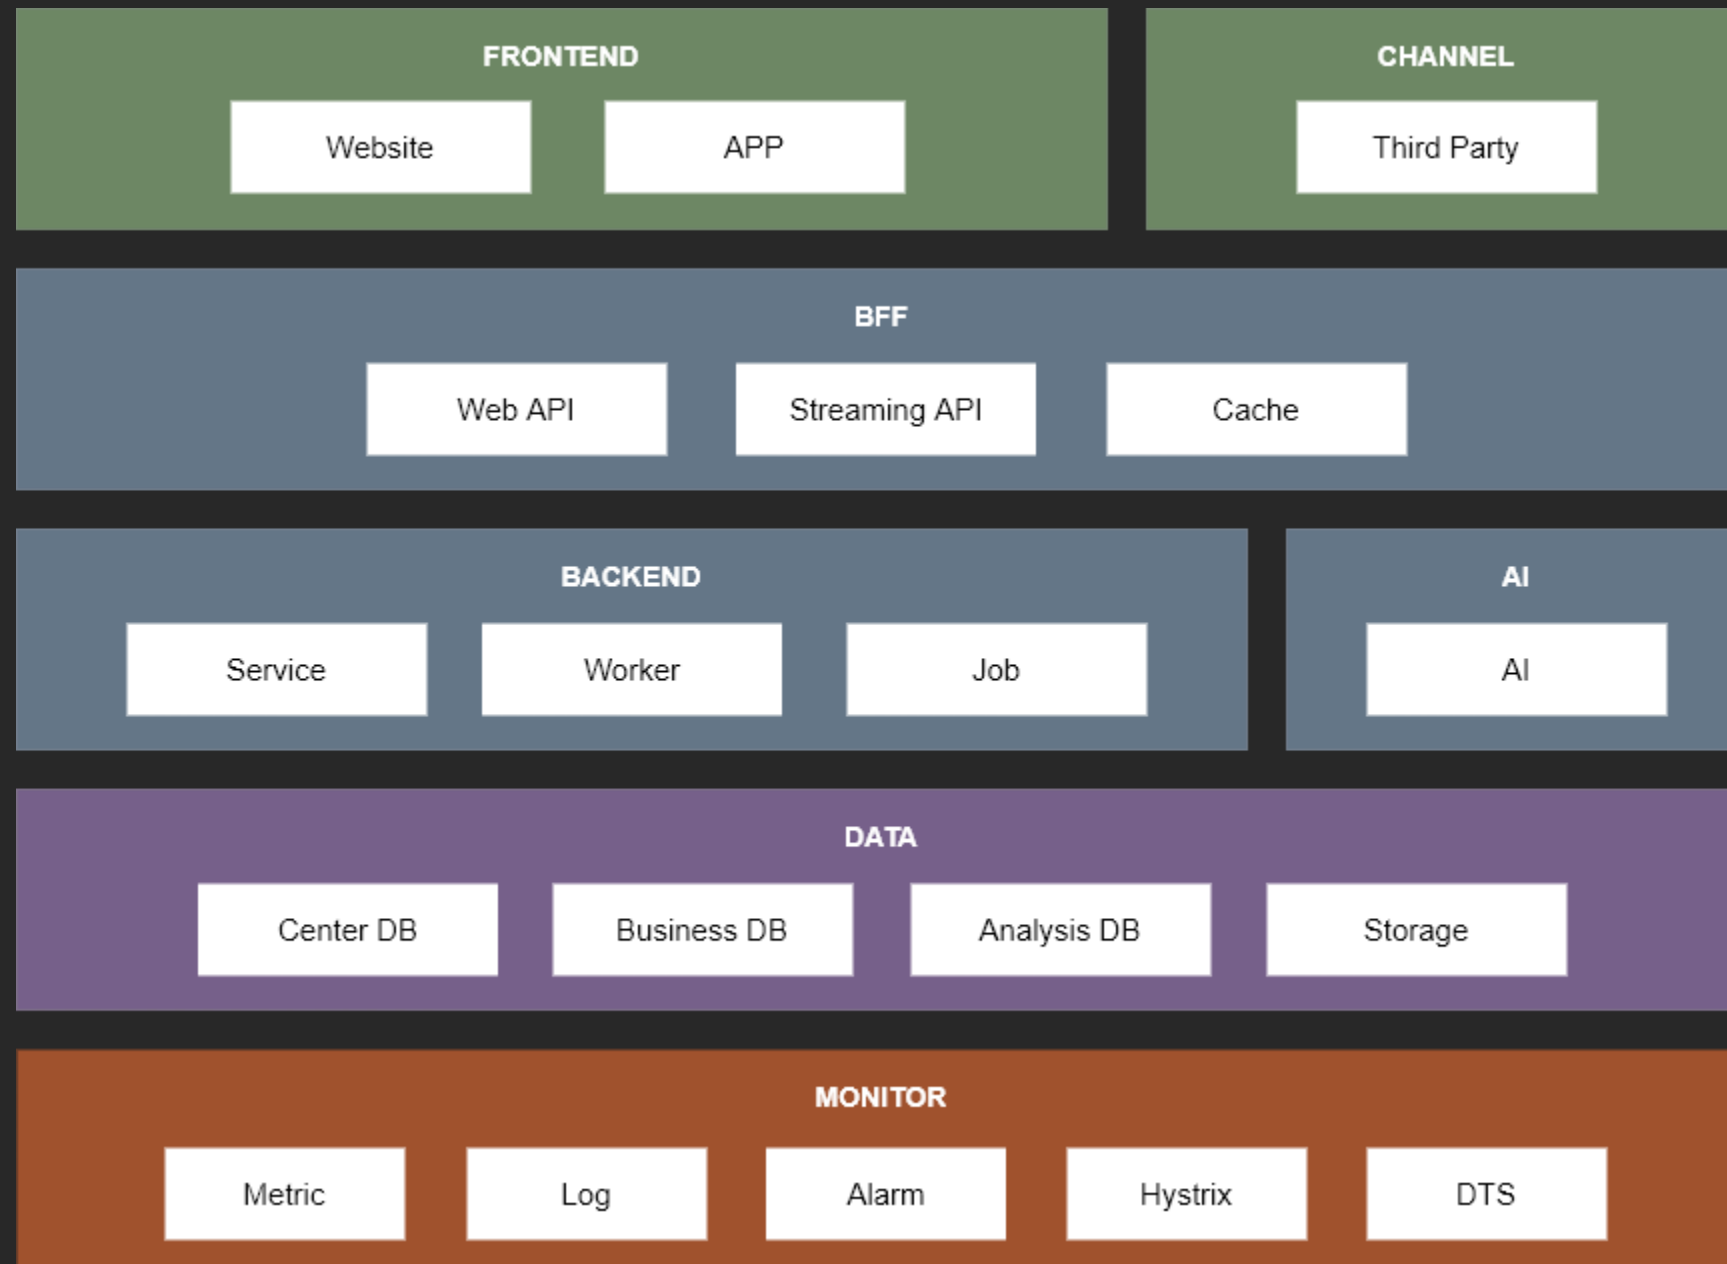 FRONTEND
Website
APP
CHANNEL
Third Party
BFF
Web API
Streaming API
Cache
BACKEND
Service
Worker
Job
AI
AI
DATA
Center DB
Business DB
Analysis DB
Storage
MONITOR
Metric
Log
Alarm
Hystrix
DTS